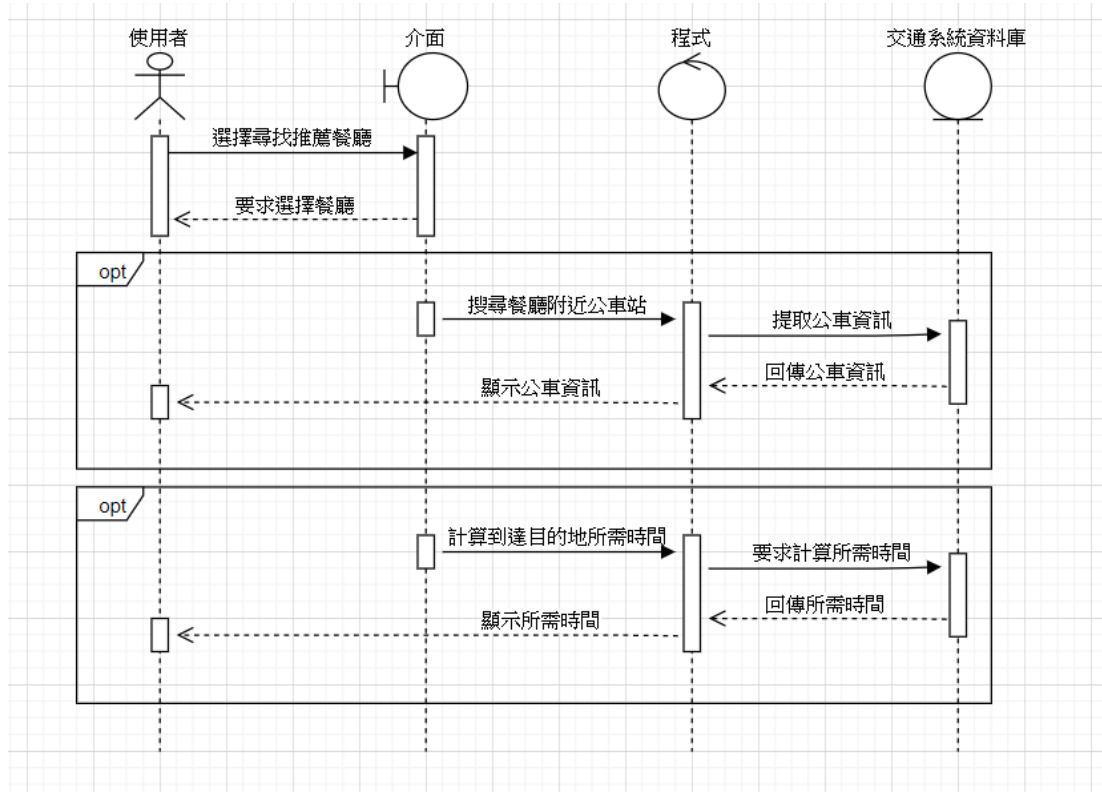 使用者
介面
程式
交通系統資料庫
選擇尋找推薦餐廳
要求選擇餐廳
opt
搜尋餐廳附近公車站
提取公車資訊
回傳公車資訊
顯示公車資訊
opt
計算到達目的地所需時間
要求計算所需時間
回傳所需時間
顯示所需時間